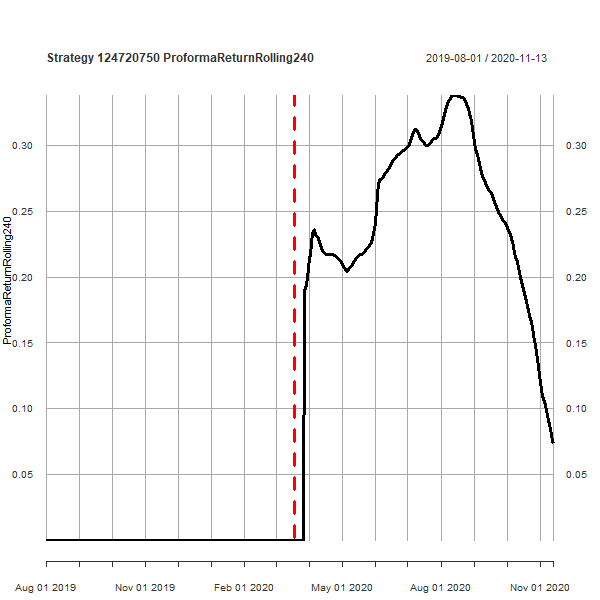 Strategy 124720750 ProformaReturnRolling240
2019-08-01 / 2020-11-13
0.30 0.30
0.25 0.25
ProformaReturnRolling240
0.20 0.20
0.15 0.15
0.10 0.10
0.05 0.05
Aug 01 2019 Nov 01 2019 Feb 01 2020 May 01 2020 Aug 01 2020 Nov 01 2020